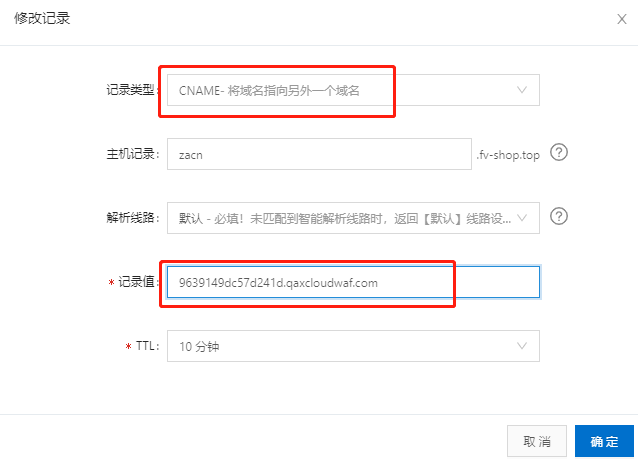 修改记录
记录类型: CNAME- 将域名指向另外一个域名
主机记录: zacn .fv-shop.top ?
解析线路: 默认 - 必填！未匹配到智能解析线路时，返回【默认】线路设... ?
* 记录值: 9639149dc57d241d.qaxcloudwaf.com
* TTL: 10 分钟
取消 确定